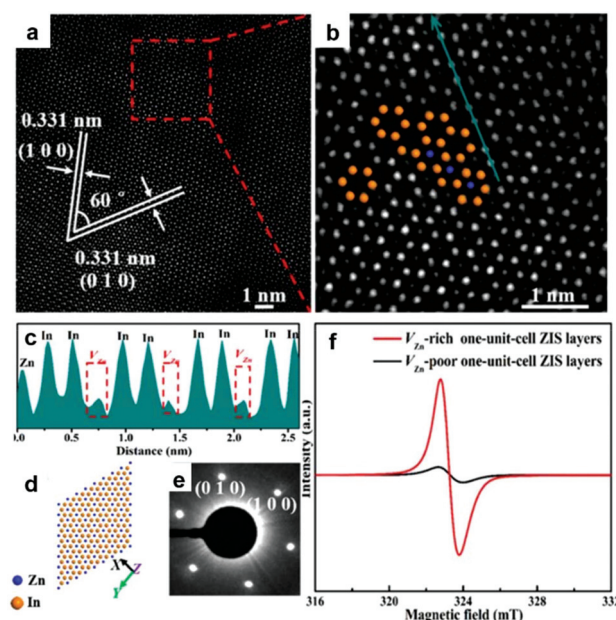 a
0.331 nm
(1 0 0)
60 °
0.331 nm
(0 1 0)
1 nm
b
1 nm
c
In In In In In In In In
Zn
V_Zn V_Zn V_Zn
0.0 0.5 1.0 1.5 2.0 2.5
Distance (nm)
d
X Z
Y
Zn
In
e
(0 1 0)
(1 0 0)
f
V_Zn-rich one-unit-cell ZIS layers
V_Zn-poor one-unit-cell ZIS layers
Intensity (a.u.)
316 320 324 328 332
Magnetic field (mT)